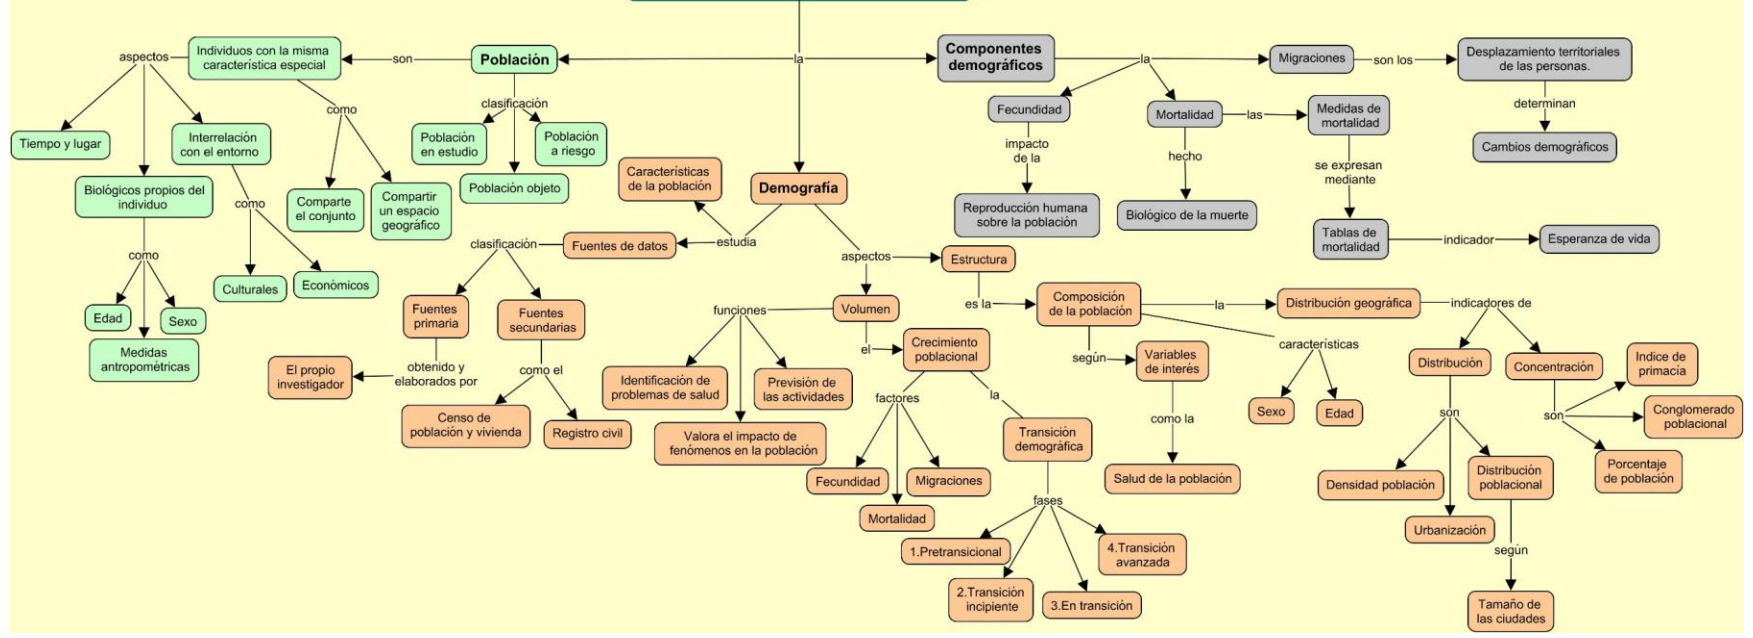 Individuos con la misma
característica especial
aspectos
son
Población
la
Componentes
demográficos
la
Migraciones
son los
Desplazamiento territoriales
de las personas.
Tiempo y lugar
Interrelación
con el entorno
como
clasificación
Población
en estudio
Población
a riesgo
Población objeto
Fecundidad
Mortalidad
las
Medidas de
mortalidad
determinan
Cambios demográficos
Biológicos propios del
individuo
como
Comparte
el conjunto
Compartir
un espacio
geográfico
Características
de la población
Demografía
impacto
de la
hecho
se expresan
mediante
Reproducción humana
sobre la población
Biológico de la muerte
Tablas de
mortalidad
indicador
Esperanza de vida
como
Culturales
Económicos
Edad
Sexo
Medidas
antropométricas
clasificación
Fuentes de datos
estudia
aspectos
Estructura
Fuentes
primaria
Fuentes
secundarias
funciones
Volumen
es la
Composición
de la población
la
Distribución geográfica
indicadores de
El propio
investigador
obtenido y
elaborados por
como el
Censo de
población y vivienda
Registro civil
Identificación de
problemas de salud
Previsión de
las actividades
Valora el impacto de
fenómenos en la población
el
Crecimiento
poblacional
según
Variables
de interés
características
Sexo
Edad
Distribución
Concentración
Indice de
primacía
factores
la
Transición
demográfica
como la
Salud de la población
son
son
Conglomerado
poblacional
Porcentaje
de población
Fecundidad
Migraciones
Mortalidad
fases
Densidad población
Distribución
poblacional
Urbanización
según
Tamaño de
las ciudades
1.Pretransicional
2.Transición
incipiente
3.En transición
4.Transición
avanzada